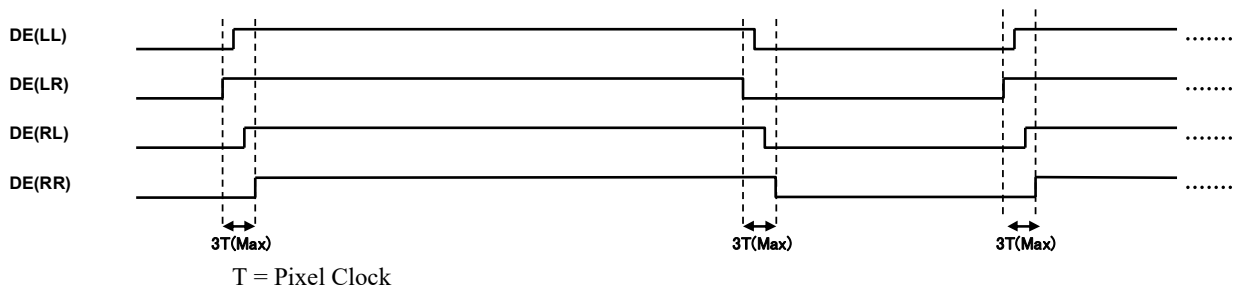 DE(LL) .......
DE(LR) .......
DE(RL) .......
DE(RR) .......
3T(Max) 3T(Max) 3T(Max)
T = Pixel Clock